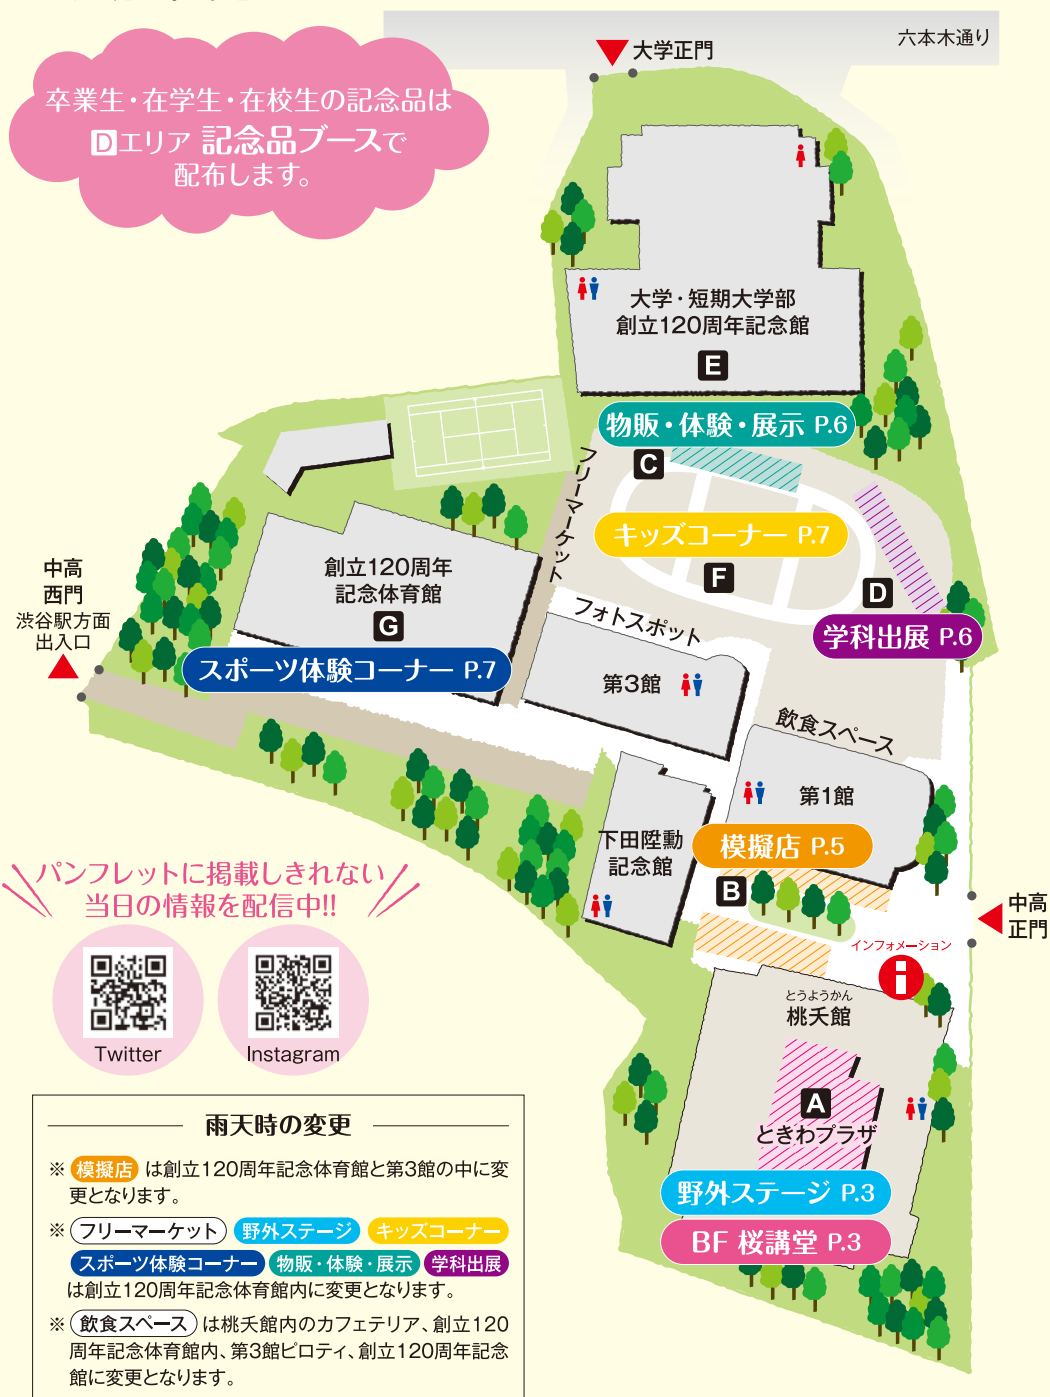 六本木通り
大学正門
卒業生・在学生・在校生の記念品は
Dエリア 記念品ブースで
配布します。
大学・短期大学部
創立120周年記念館
E
物販・体験・展示 P.6
C
フリーマーケット
キッズコーナー P.7
F
D
学科出展 P.6
中高
西門
渋谷駅方面
出入口
創立120周年
記念体育館
G
スポーツ体験コーナー P.7
フォトスポット
第3館
飲食スペース
第1館
下田陞勳
記念館
模擬店 P.5
B
中高
正門
インフォメーション
i
とうようかん
桃夭館
A
ときわプラザ
野外ステージ P.3
BF 桜講堂 P.3
パンフレットに掲載しきれない
当日の情報を配信中!!
Twitter
Instagram
雨天時の変更
※ 模擬店 は創立120周年記念体育館と第3館の中に変
更となります。
※ フリーマーケット 野外ステージ キッズコーナー
スポーツ体験コーナー 物販・体験・展示 学科出展
は創立120周年記念体育館内に変更となります。
※ 飲食スペース は桃夭館内のカフェテリア、創立120
周年記念体育館内、第3館ピロティ、創立120周年記念
館に変更となります。